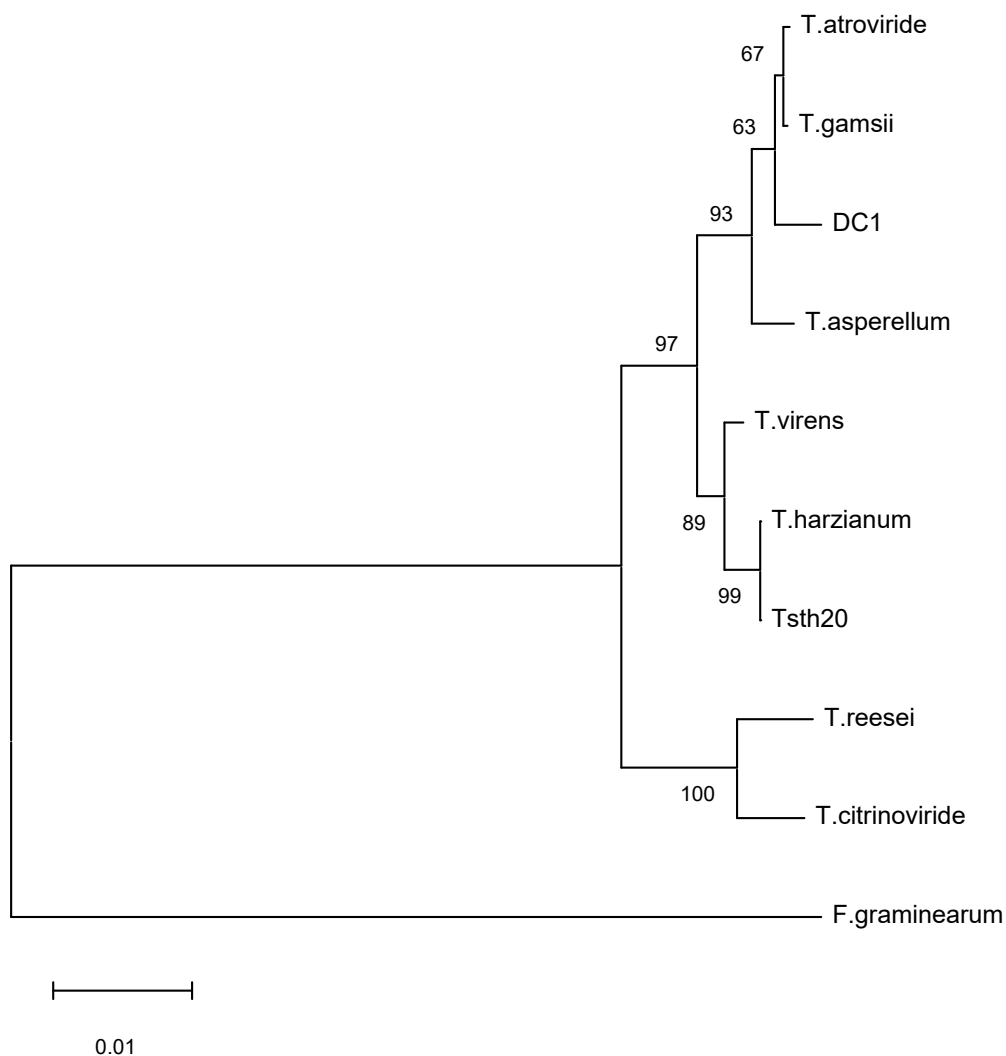 T.atroviride
67
T.gamsii
63
DC1
93
T.asperellum
97
T.virens
T.harzianum
89
99
Tsth20
T.reesei
100
T.citrinoviride
F.graminearum
0.01